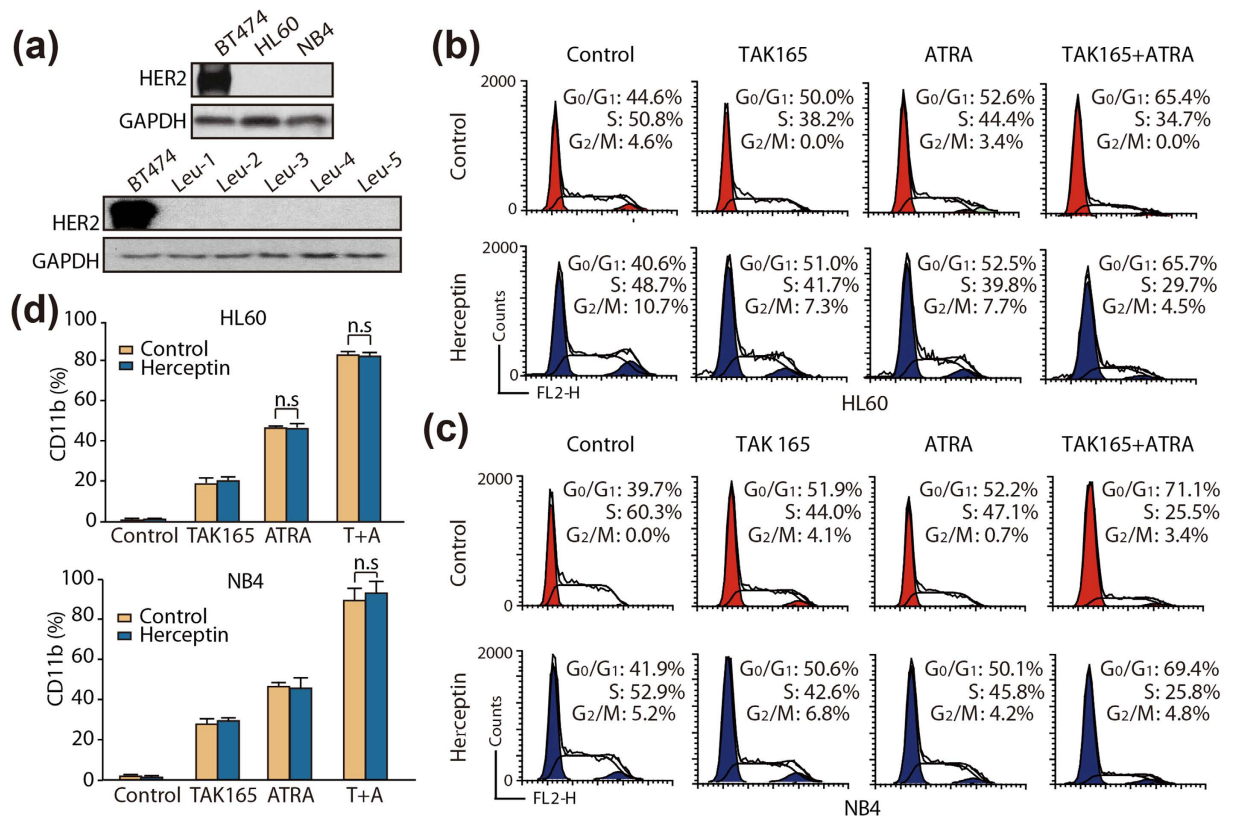 (a)
BT474 HL60 NB4
HER2
GAPDH
BT474 Leu-1 Leu-2 Leu-3 Leu-4 Leu-5
HER2
GAPDH
(b)
Control TAK165 ATRA TAK165+ATRA
Control
2000
0
G0/G1: 44.6%
S: 50.8%
G2/M: 4.6%
G0/G1: 50.0%
S: 38.2%
G2/M: 0.0%
G0/G1: 52.6%
S: 44.4%
G2/M: 3.4%
G0/G1: 65.4%
S: 34.7%
G2/M: 0.0%
Herceptin
2000
0
Counts
FL2-H
G0/G1: 40.6%
S: 48.7%
G2/M: 10.7%
G0/G1: 51.0%
S: 41.7%
G2/M: 7.3%
G0/G1: 52.5%
S: 39.8%
G2/M: 7.7%
G0/G1: 65.7%
S: 29.7%
G2/M: 4.5%
HL60
(c)
Control TAK 165 ATRA TAK165+ATRA
Control
2000
0
G0/G1: 39.7%
S: 60.3%
G2/M: 0.0%
G0/G1: 51.9%
S: 44.0%
G2/M: 4.1%
G0/G1: 52.2%
S: 47.1%
G2/M: 0.7%
G0/G1: 71.1%
S: 25.5%
G2/M: 3.4%
Herceptin
2000
0
Counts
FL2-H
G0/G1: 41.9%
S: 52.9%
G2/M: 5.2%
G0/G1: 50.6%
S: 42.6%
G2/M: 6.8%
G0/G1: 50.1%
S: 45.8%
G2/M: 4.2%
G0/G1: 69.4%
S: 25.8%
G2/M: 4.8%
NB4
(d)
HL60
Control
Herceptin
n.s
n.s
CD11b (%)
100
80
60
40
20
0
Control TAK165 ATRA T+A
NB4
Control
Herceptin
n.s
CD11b (%)
100
80
60
40
20
0
Control TAK165 ATRA T+A